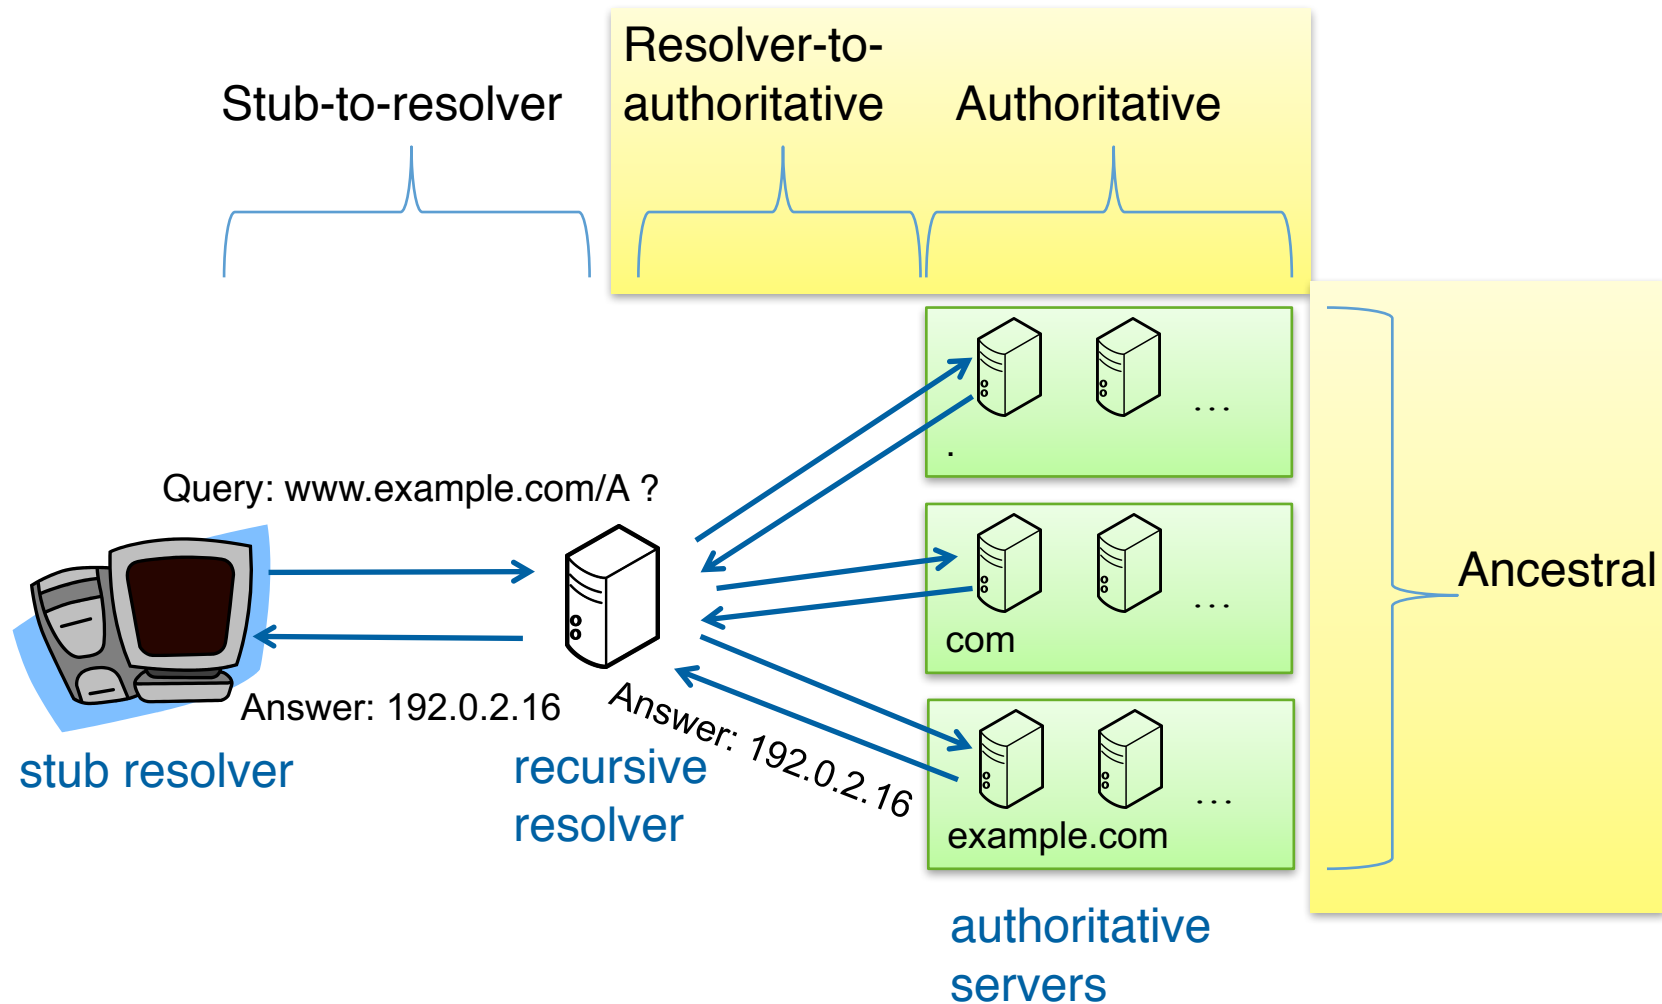 Resolver-to-
authoritative
Stub-to-resolver
Authoritative
...
.
Query: www.example.com/A ?
...
com
Ancestral
Answer: 192.0.2.16
Answer: 192.0.2.16
stub resolver
recursive
resolver
...
example.com
authoritative
servers